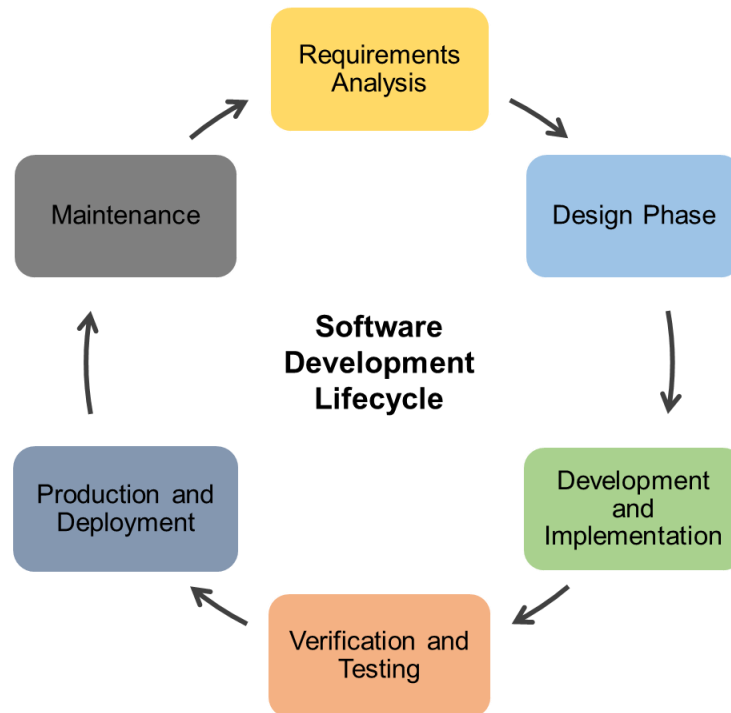 Requirements
Analysis
Design Phase
Development
and
Implementation
Verification and
Testing
Production and
Deployment
Maintenance
Software
Development
Lifecycle